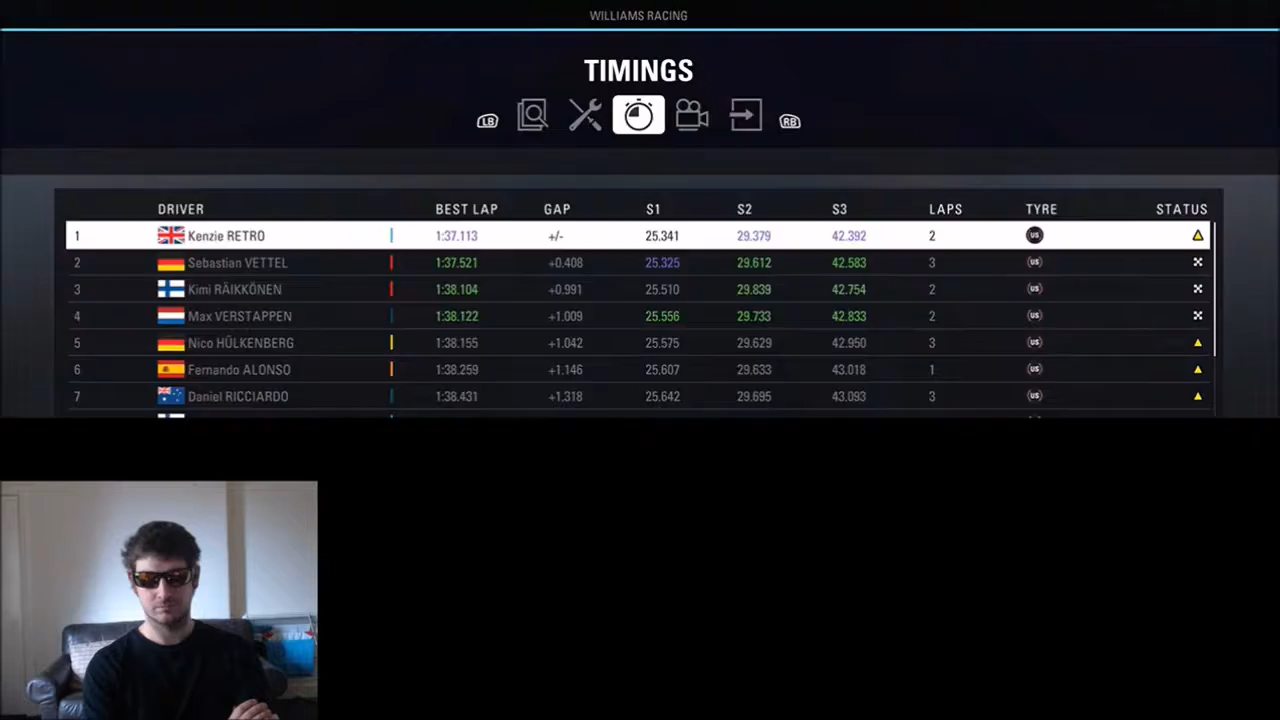 WILLIAMS RACING
TIMINGS
LB RB
DRIVER BEST LAP GAP S1 S2 S3 LAPS TYRE STATUS
1 Kenzie RETRO 1:37.113 +/- 25.341 29.379 42.392 2 US
2 Sebastian VETTEL 1:37.521 +0.408 25.325 29.612 42.583 3 US
3 Kimi RÄIKKÖNEN 1:38.104 +0.991 25.510 29.839 42.754 2 US
4 Max VERSTAPPEN 1:38.122 +1.009 25.556 29.733 42.833 2 US
5 Nico HÜLKENBERG 1:38.155 +1.042 25.575 29.629 42.950 3 US
6 Fernando ALONSO 1:38.259 +1.146 25.607 29.633 43.018 1 US
7 Daniel RICCIARDO 1:38.431 +1.318 25.642 29.695 43.093 3 US